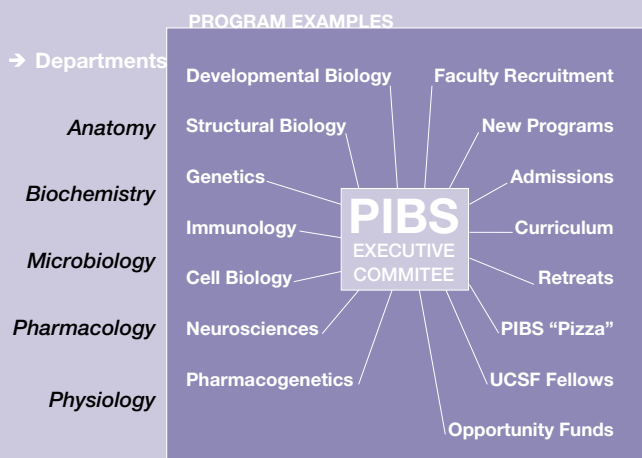 PROGRAM EXAMPLES
➔ Departments
Anatomy
Biochemistry
Microbiology
Pharmacology
Physiology
Developmental Biology
Structural Biology
Genetics
Immunology
Cell Biology
Neurosciences
Pharmacogenetics
PIBS
EXECUTIVE
COMMITEE
Faculty Recruitment
New Programs
Admissions
Curriculum
Retreats
PIBS “Pizza”
UCSF Fellows
Opportunity Funds